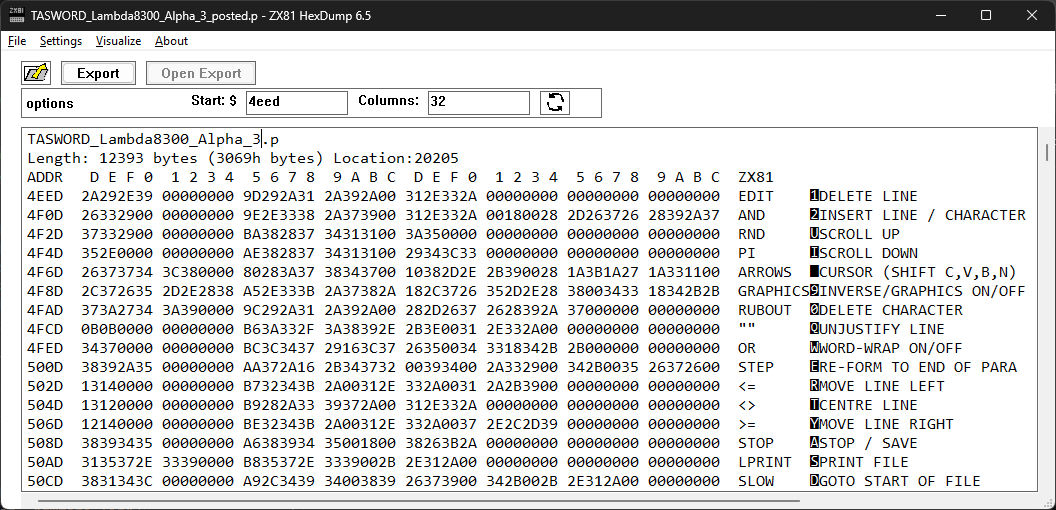 ZX81 TASWORD_Lambda8300_Alpha_3_posted.p - ZX81 HexDump 6.5
File Settings Visualize About
Export Open Export
options Start: $ 4eed Columns: 32
TASWORD_Lambda8300_Alpha_3.p
Length: 12393 bytes (3069h bytes) Location:20205
ADDR D E F 0 1 2 3 4 5 6 7 8 9 A B C D E F 0 1 2 3 4 5 6 7 8 9 A B C ZX81
4EED 2A292E39 00000000 9D292A31 2A392A00 312E332A 00000000 00000000 00000000 EDIT 1DELETE LINE
4F0D 26332900 00000000 9E2E3338 2A373900 312E332A 00180028 2D263726 28392A37 AND 2INSERT LINE / CHARACTER
4F2D 37332900 00000000 BA382837 34313100 3A350000 00000000 00000000 00000000 RND USCROLL UP
4F4D 352E0000 00000000 AE382837 34313100 29343C33 00000000 00000000 00000000 PI ISCROLL DOWN
4F6D 26373734 3C380000 80283A37 38343700 10382D2E 2B390028 1A3B1A27 1A331100 ARROWS CURSOR (SHIFT C,V,B,N)
4F8D 2C372635 2D2E2838 A52E333B 2A37382A 182C3726 352D2E28 38003433 18342B2B GRAPHICS9INVERSE/GRAPHICS ON/OFF
4FAD 373A2734 3A390000 9C292A31 2A392A00 282D2637 2628392A 37000000 00000000 RUBOUT 0DELETE CHARACTER
4FCD 0B0B0000 00000000 B63A332F 3A38392E 2B3E0031 2E332A00 00000000 00000000 "" QUNJUSTIFY LINE
4FED 34370000 00000000 BC3C3437 29163C37 26350034 3318342B 2B000000 00000000 OR WWORD-WRAP ON/OFF
500D 38392A35 00000000 AA372A16 2B343732 00393400 2A332900 342B0035 26372600 STEP ERE-FORM TO END OF PARA
502D 13140000 00000000 B732343B 2A00312E 332A0031 2A2B3900 00000000 00000000 <= RMOVE LINE LEFT
504D 13120000 00000000 B9282A33 39372A00 312E332A 00000000 00000000 00000000 <> TCENTRE LINE
506D 12140000 00000000 BE32343B 2A00312E 332A0037 2E2C2D39 00000000 00000000 >= YMOVE LINE RIGHT
508D 38393435 00000000 A6383934 35001800 38263B2A 00000000 00000000 00000000 STOP ASTOP / SAVE
50AD 3135372E 33390000 B835372E 3339002B 2E312A00 00000000 00000000 00000000 LPRINT SPRINT FILE
50CD 3831343C 00000000 A92C3439 34003839 26373900 342B002B 2E312A00 00000000 SLOW DGOTO START OF FILE